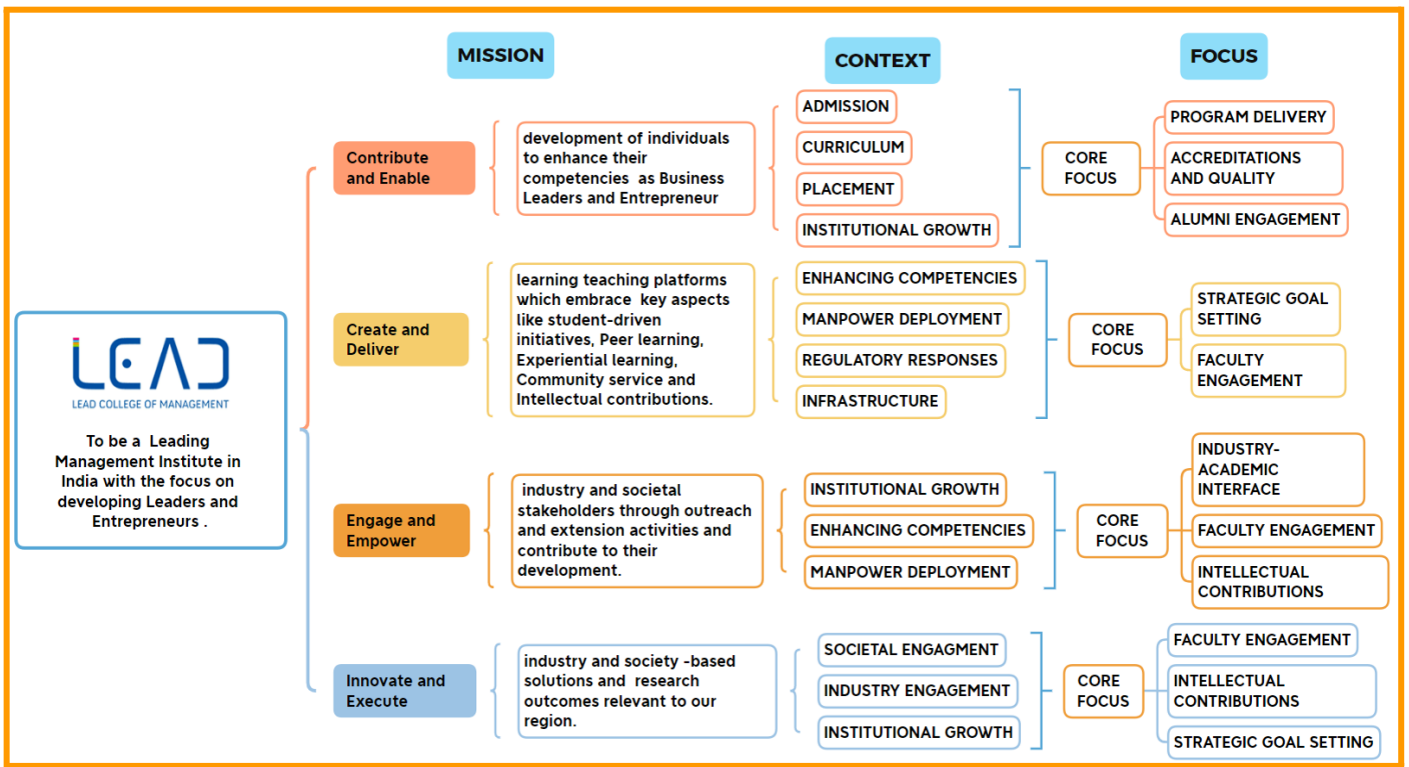 MISSION
CONTEXT
FOCUS
LEAD
LEAD COLLEGE OF MANAGEMENT
To be a Leading
Management Institute in
India with the focus on
developing Leaders and
Entrepreneurs .
Contribute
and Enable
development of individuals
to enhance their
competencies as Business
Leaders and Entrepreneur
ADMISSION
CURRICULUM
PLACEMENT
INSTITUTIONAL GROWTH
CORE
FOCUS
PROGRAM DELIVERY
ACCREDITATIONS
AND QUALITY
ALUMNI ENGAGEMENT
Create and
Deliver
learning teaching platforms
which embrace key aspects
like student-driven
initiatives, Peer learning,
Experiential learning,
Community service and
Intellectual contributions.
ENHANCING COMPETENCIES
MANPOWER DEPLOYMENT
REGULATORY RESPONSES
INFRASTRUCTURE
CORE
FOCUS
STRATEGIC GOAL
SETTING
FACULTY
ENGAGEMENT
Engage and
Empower
industry and societal
stakeholders through outreach
and extension activities and
contribute to their
development.
INSTITUTIONAL GROWTH
ENHANCING COMPETENCIES
MANPOWER DEPLOYMENT
CORE
FOCUS
INDUSTRY-
ACADEMIC
INTERFACE
FACULTY ENGAGEMENT
INTELLECTUAL
CONTRIBUTIONS
Innovate and
Execute
industry and society -based
solutions and research
outcomes relevant to our
region.
SOCIETAL ENGAGMENT
INDUSTRY ENGAGEMENT
INSTITUTIONAL GROWTH
CORE
FOCUS
FACULTY ENGAGEMENT
INTELLECTUAL
CONTRIBUTIONS
STRATEGIC GOAL SETTING